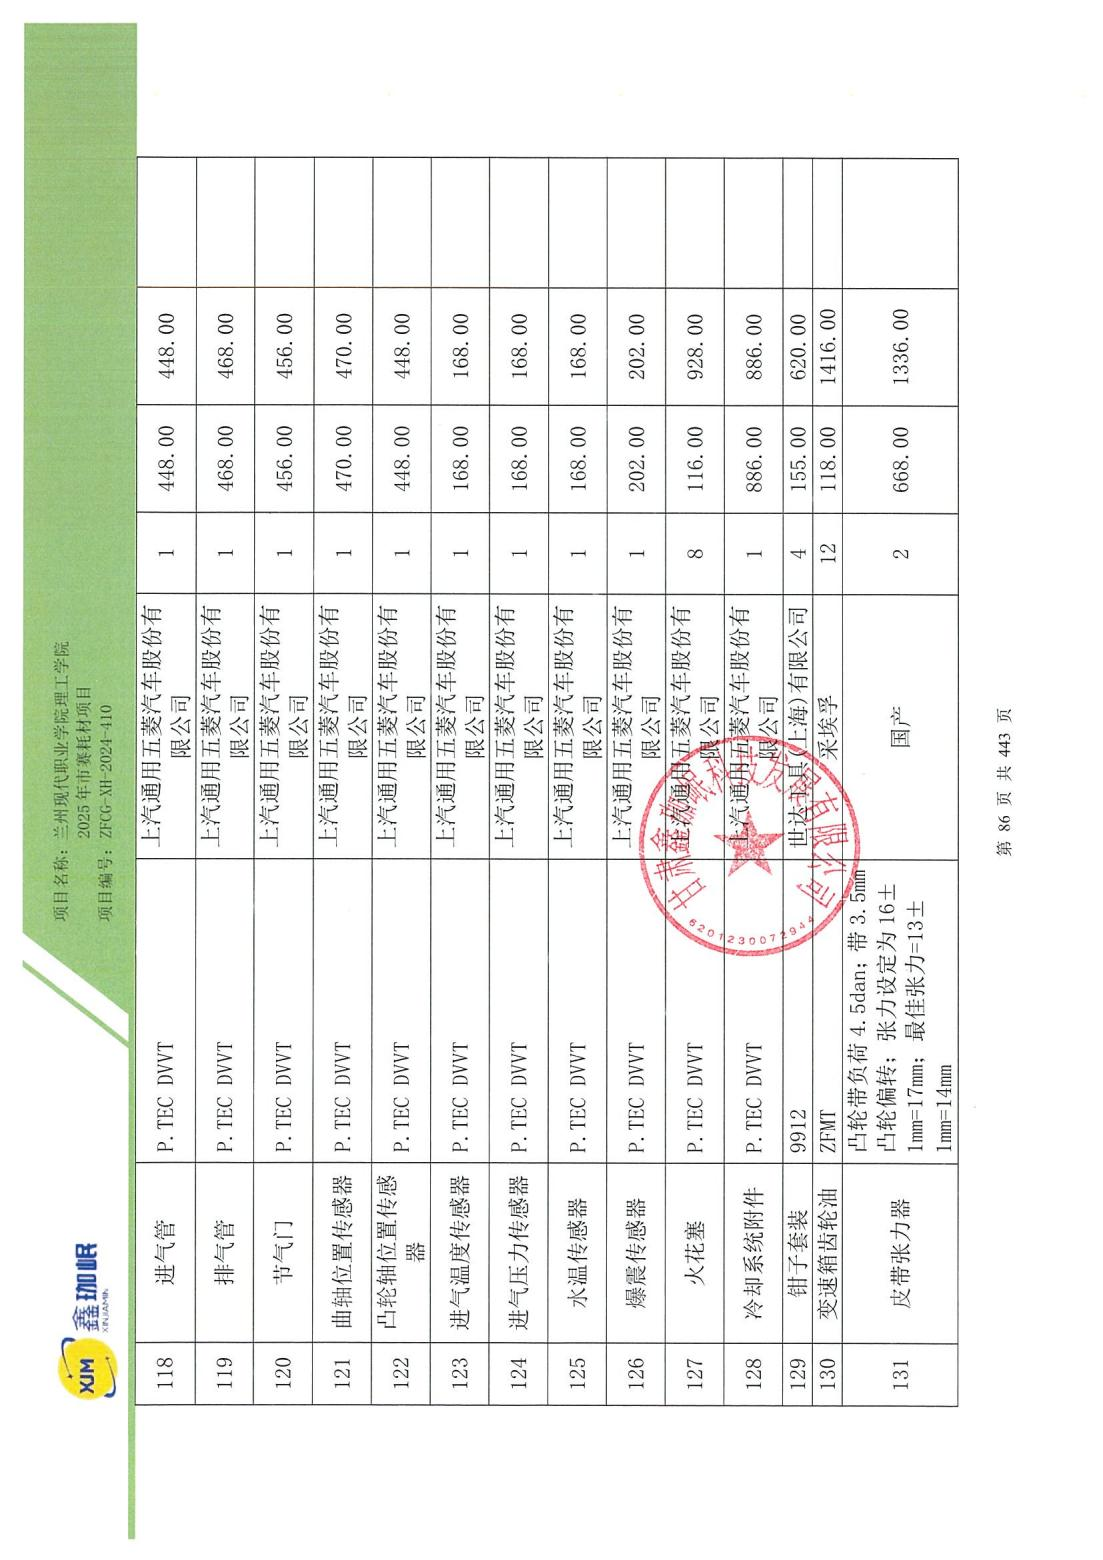 XJM
鑫珈岷
XINJIAMIN
项目名称：兰州现代职业学院理工学院
2025年市赛耗材项目
项目编号：ZFCG-XH-2024-410
118 进气管 P.TEC DVVT 上汽通用五菱汽车股份有 1 448.00 448.00
限公司
119 排气管 P.TEC DVVT 上汽通用五菱汽车股份有 1 468.00 468.00
限公司
120 节气门 P.TEC DVVT 上汽通用五菱汽车股份有 1 456.00 456.00
限公司
121 曲轴位置传感器 P.TEC DVVT 上汽通用五菱汽车股份有 1 470.00 470.00
限公司
122 凸轮轴位置传感 P.TEC DVVT 上汽通用五菱汽车股份有 1 448.00 448.00
器 限公司
123 进气温度传感器 P.TEC DVVT 上汽通用五菱汽车股份有 1 168.00 168.00
限公司
124 进气压力传感器 P.TEC DVVT 上汽通用五菱汽车股份有 1 168.00 168.00
限公司
125 水温传感器 P.TEC DVVT 上汽通用五菱汽车股份有 1 168.00 168.00
限公司
126 爆震传感器 P.TEC DVVT 上汽通用五菱汽车股份有 1 202.00 202.00
限公司
127 火花塞 P.TEC DVVT 上汽通用五菱汽车股份有 8 116.00 928.00
限公司
128 冷却系统附件 P.TEC DVVT 上汽通用五菱汽车股份有 1 886.00 886.00
限公司
129 钳子套装 9912 世达工具(上海)有限公司 4 155.00 620.00
130 变速箱齿轮油 ZFMT 采埃孚 12 118.00 1416.00
131 皮带张力器 凸轮带负荷 4.5dan；带 3.5mm 国产 2 668.00 1336.00
凸轮偏转；张力设定为 16±
1mm=17mm；最佳张力=13±
1mm=14mm
甘肃鑫珈岷科技发展有限公司
6201230072944
第 86 页 共 443 页